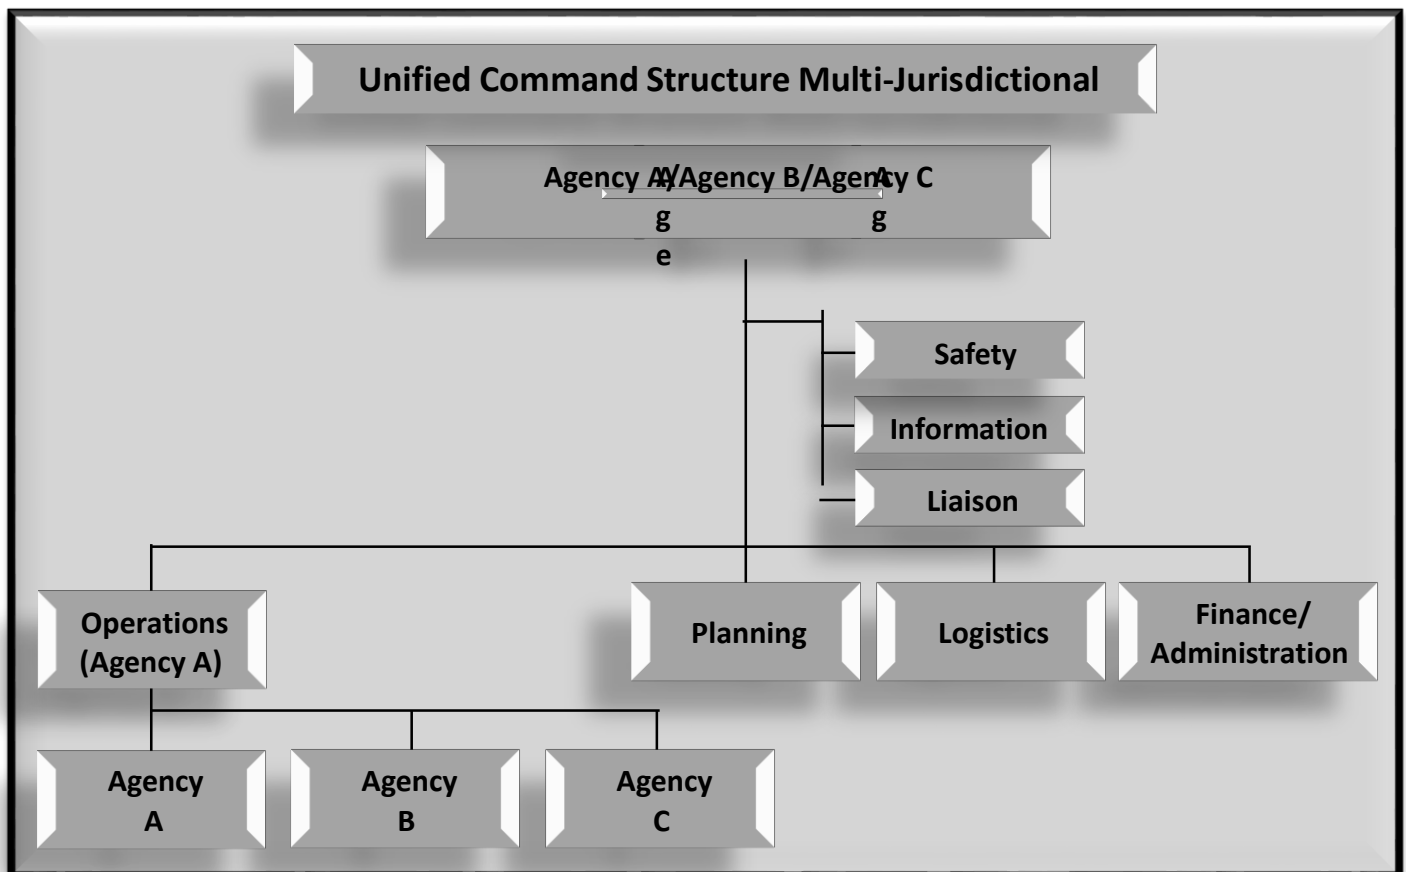 Unified Command Structure Multi-Jurisdictional
Agency A/Agency B/Agency C
A
g
e
A
g
Safety
Information
Liaison
Operations
(Agency A)
Planning
Logistics
Finance/
Administration
Agency
A
Agency
B
Agency
C